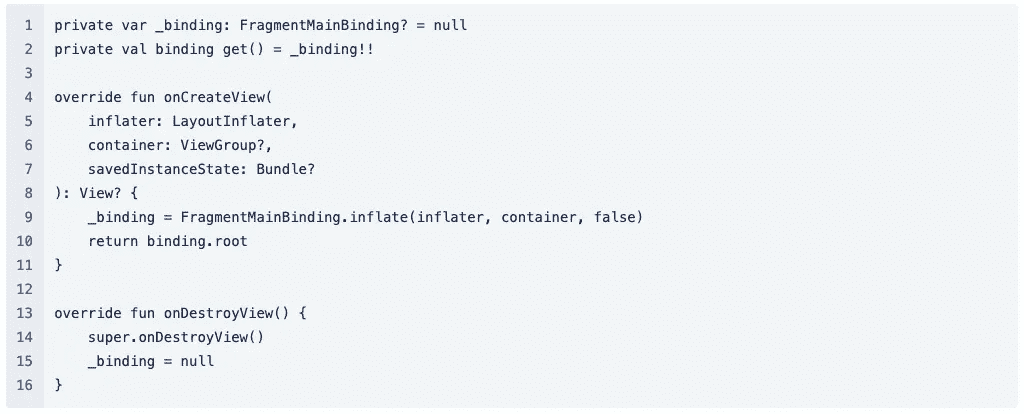 1 private var _binding: FragmentMainBinding? = null
2 private val binding get() = _binding!!
3
4 override fun onCreateView(
5     inflater: LayoutInflater,
6     container: ViewGroup?,
7     savedInstanceState: Bundle?
8 ): View? {
9     _binding = FragmentMainBinding.inflate(inflater, container, false)
10     return binding.root
11 }
12
13 override fun onDestroyView() {
14     super.onDestroyView()
15     _binding = null
16 }